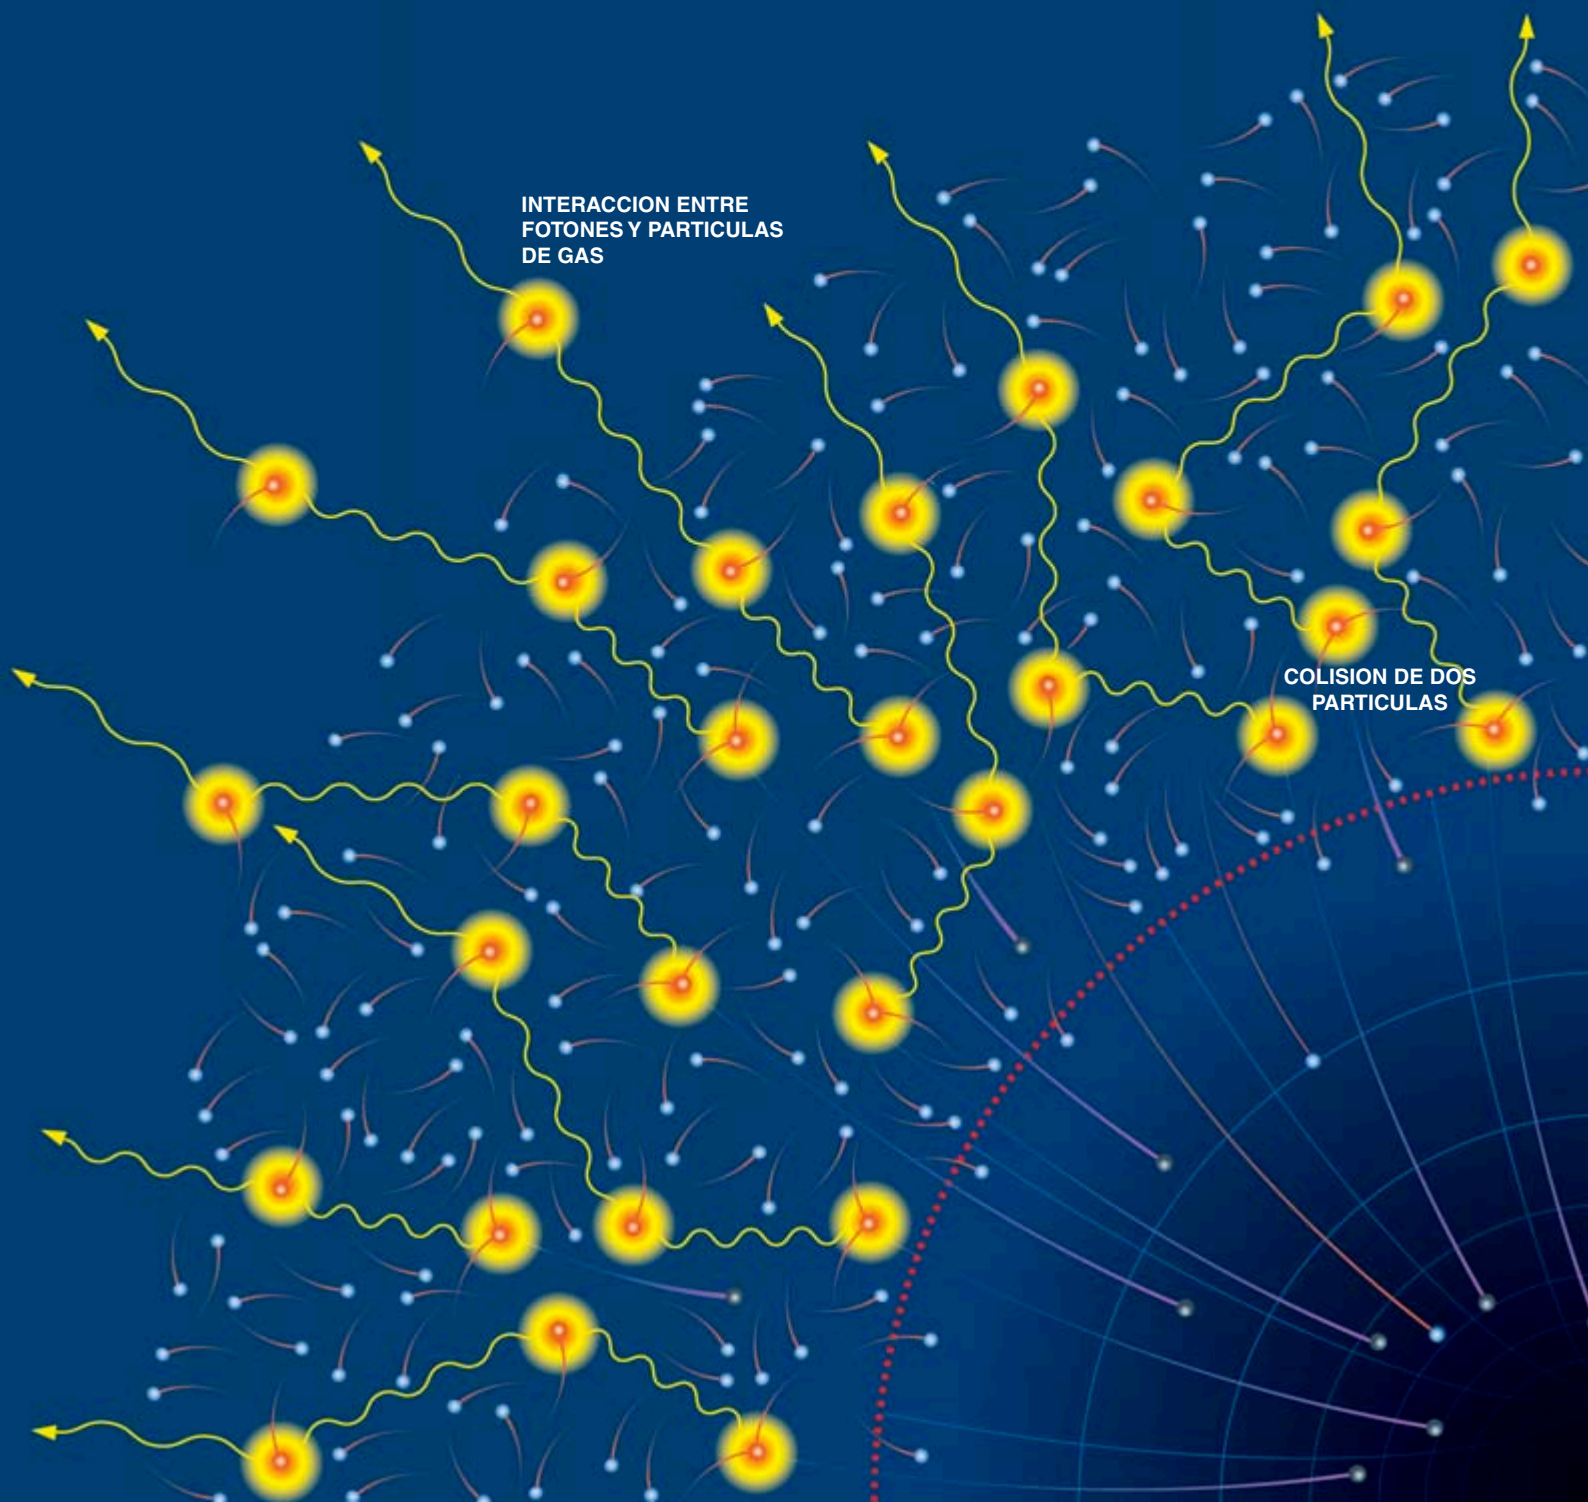 INTERACCION ENTRE
FOTONES Y PARTICULAS
DE GAS
COLISION DE DOS
PARTICULAS